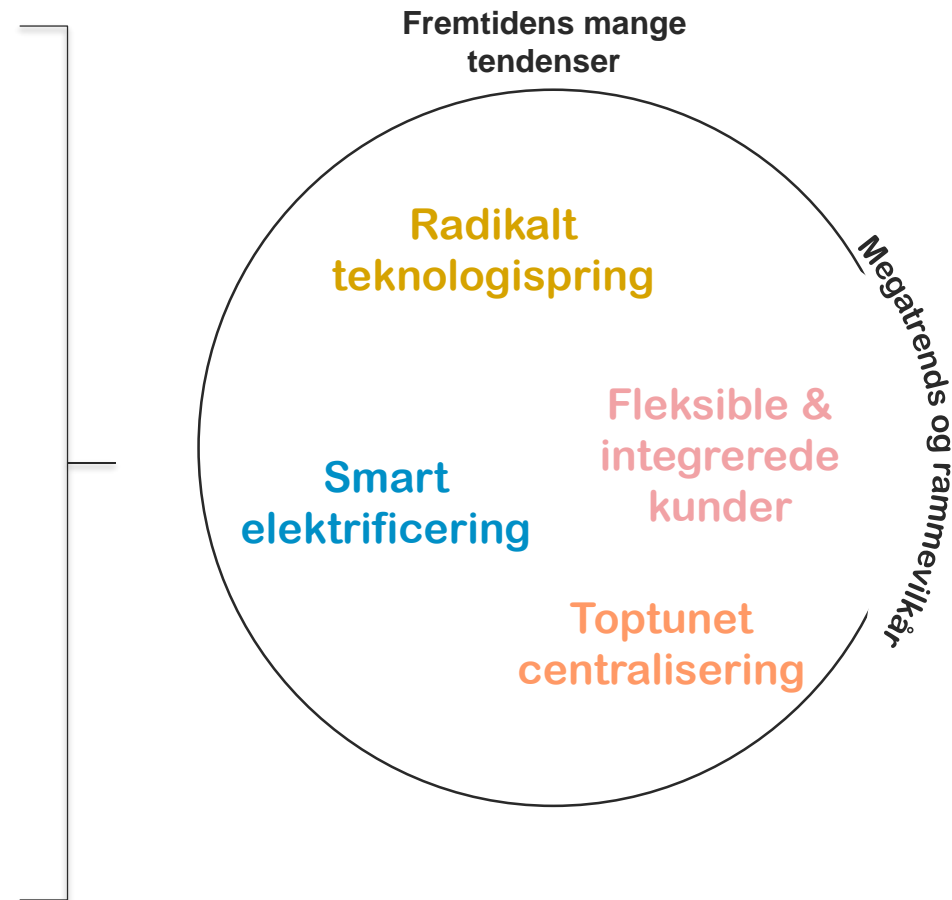 Fremtidens mange
tendenser
Radikalt
teknologispring
Megatrends og rammevilkår
Fleksible &
integrerede
kunder
Smart
elektrificering
Toptunet
centralisering